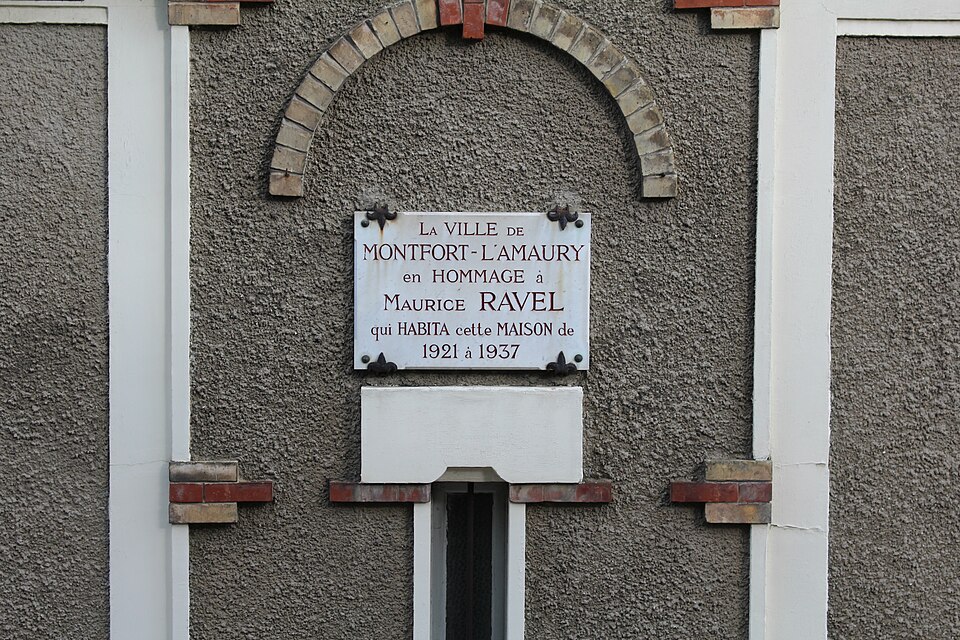 La VILLE de
MONTFORT-L'AMAURY
en HOMMAGE à
Maurice RAVEL
qui HABITA cette MAISON de
1921 à 1937